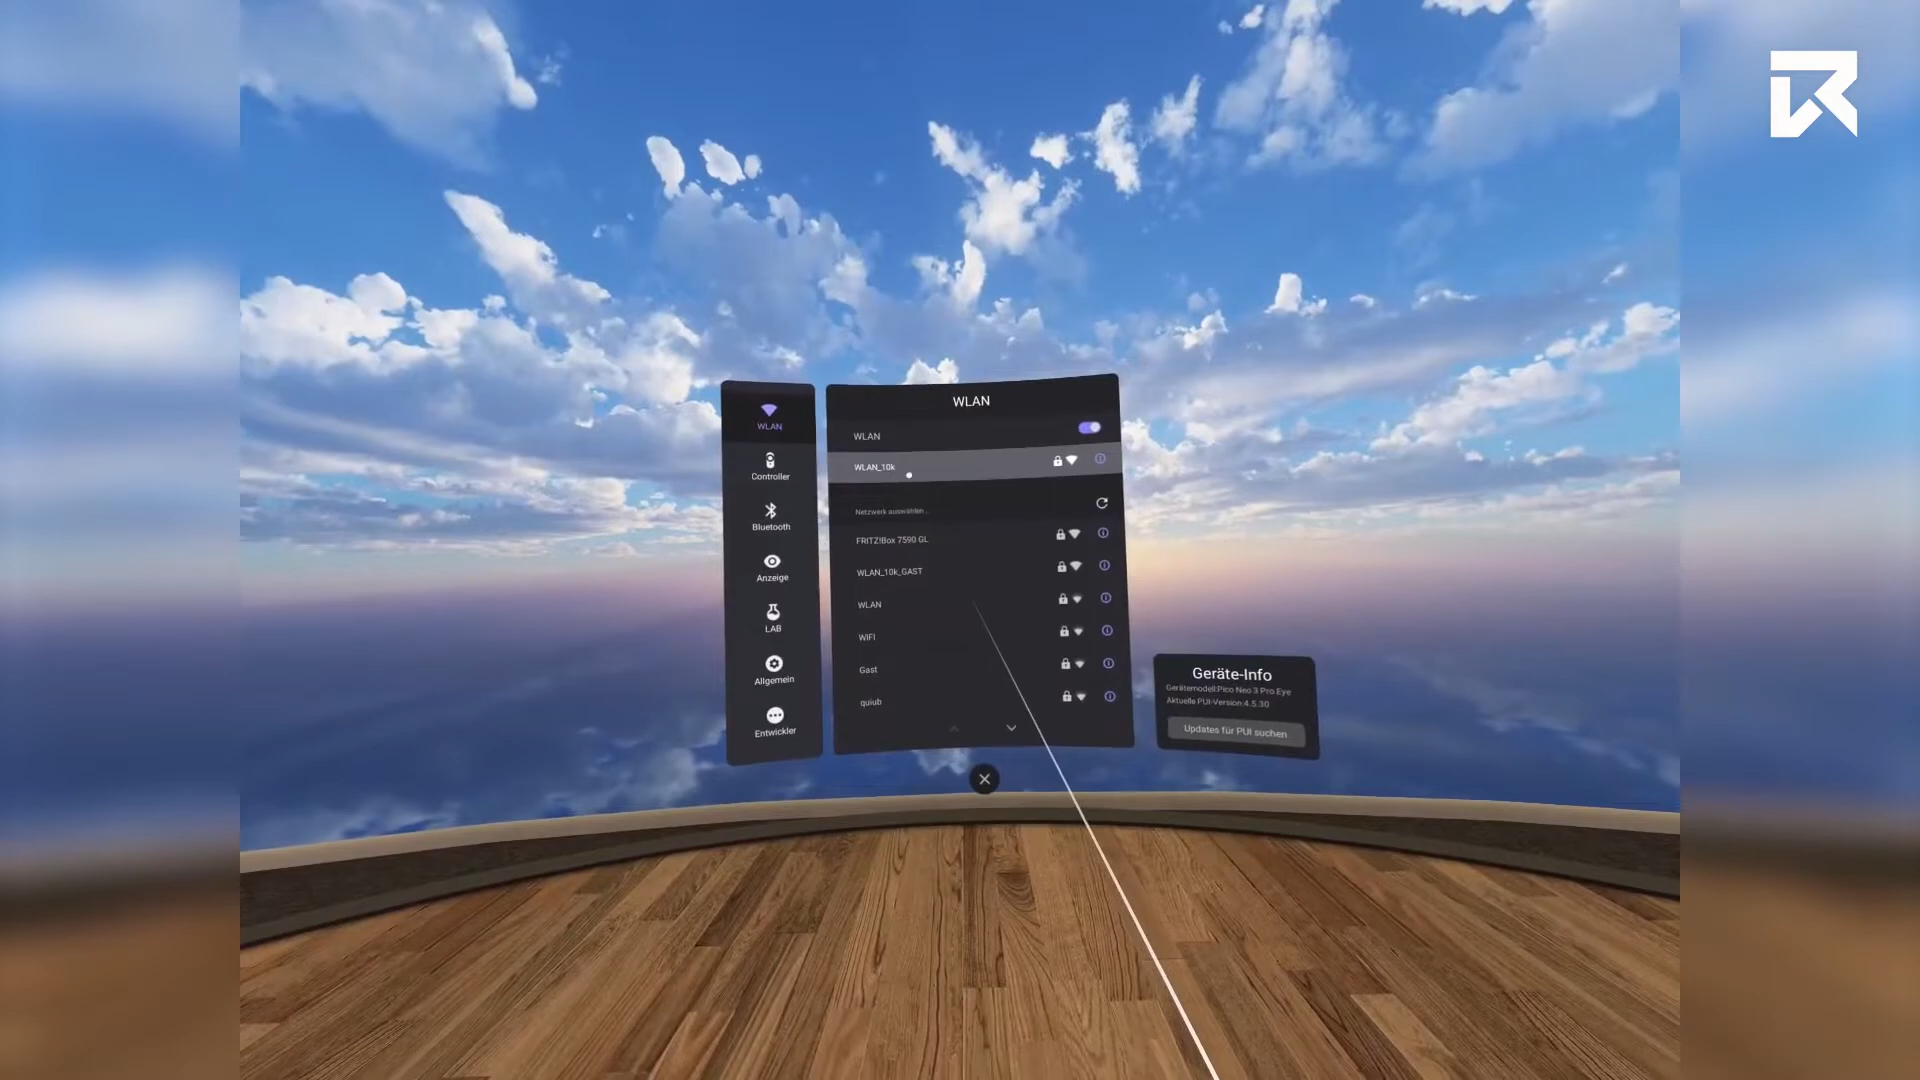 WLAN
Controller
Bluetooth
Anzeige
LAB
Allgemein
Entwickler
WLAN
WLAN
WLAN_10k
Netzwerk auswählen ..
FRITZ!Box 7590 GL
WLAN_10k_GAST
WLAN
WIFI
Gast
quiub
Geräte-Info
Gerätemodell:Pico Neo 3 Pro Eye
Aktuelle PUI-Version:4.5.30
Updates für PUI suchen